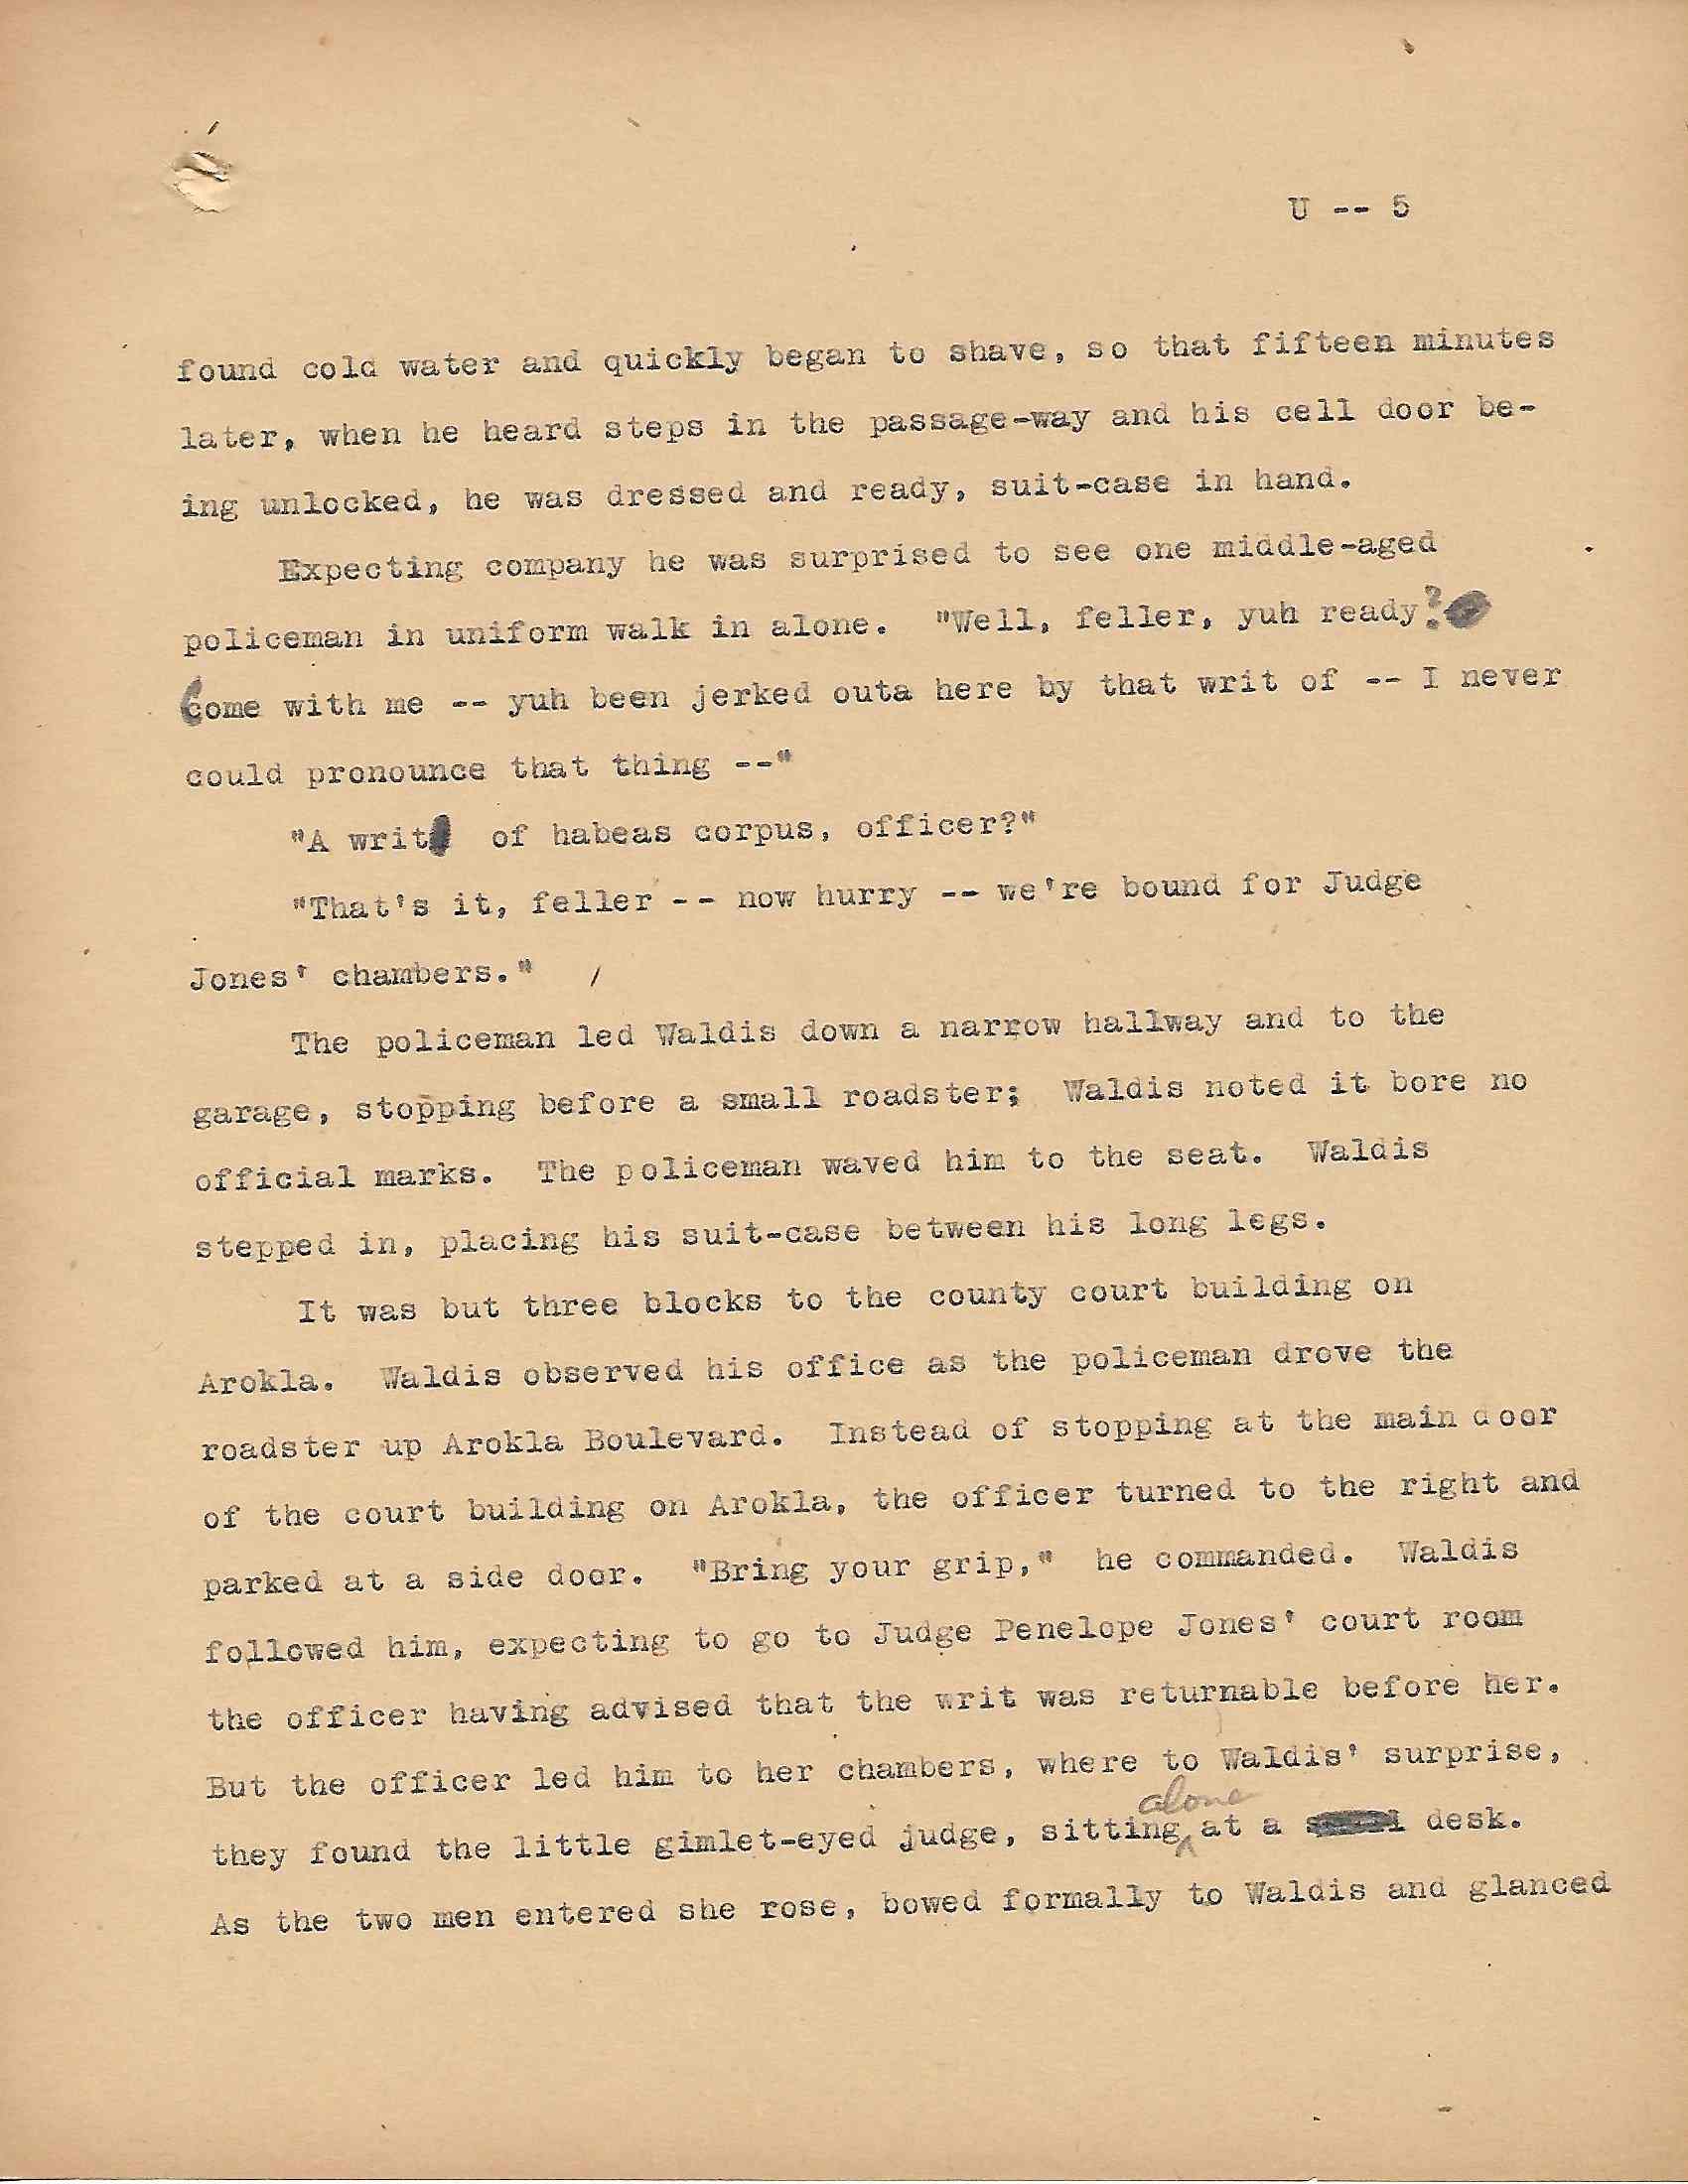 U -- 5
found cold water and quickly began to shave, so that fifteen minutes
later, when he heard steps in the passage-way and his cell door be-
ing unlocked, he was dressed and ready, suit-case in hand.
Expecting company he was surprised to see one middle-aged
policeman in uniform walk in alone.  "Well, feller, yuh ready?
Come with me -- yuh been jerked outa here by that writ of -- I never
could pronounce that thing --"
"A writ of habeas corpus, officer?"
"That's it, feller -- now hurry -- we're bound for Judge
Jones' chambers."
The policeman led Waldis down a narrow hallway and to the
garage, stopping before a small roadster;  Waldis noted it bore no
official marks.  The policeman waved him to the seat.  Waldis
stepped in, placing his suit-case between his long legs.
It was but three blocks to the county court building on
Arokla.  Waldis observed his office as the policeman drove the
roadster up Arokla Boulevard.  Instead of stopping at the main door
of the court building on Arokla, the officer turned to the right and
parked at a side door.  "Bring your grip,"  he commanded.  Waldis
followed him, expecting to go to Judge Penelope Jones' court room
the officer having advised that the writ was returnable before her.
But the officer led him to her chambers, where to Waldis' surprise,
alone
they found the little gimlet-eyed judge, sitting at a desk.
As the two men entered she rose, bowed formally to Waldis and glanced